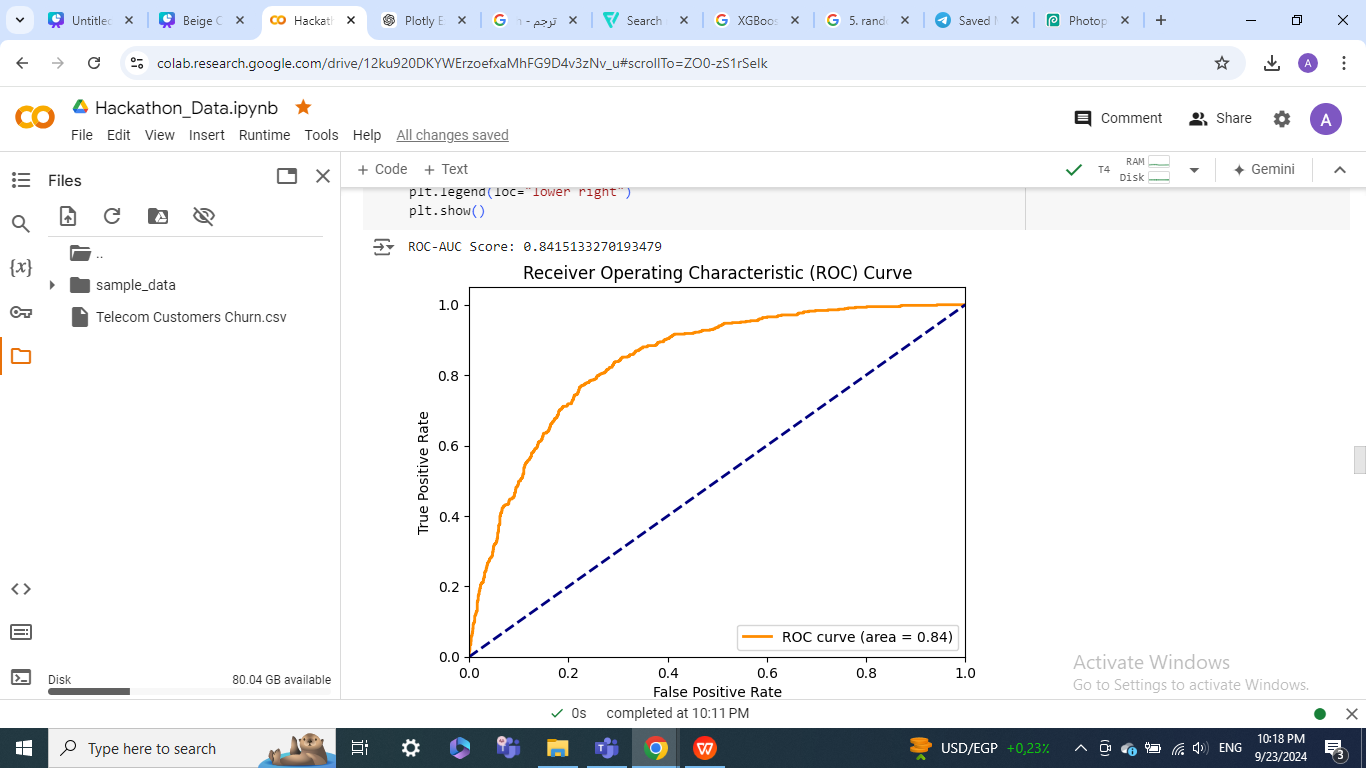 Untitlec
Beige C
Hackath
Plotly E
ترجم - n
Search
XGBoos
5. rand
Saved M
Photop
colab.research.google.com/drive/12ku920DKYWErzoefxaMhFG9D4v3zNv_u#scrollTo=ZO0-zS1rSelk
A
Hackathon_Data.ipynb
File Edit View Insert Runtime Tools Help All changes saved
Comment Share A
Files
+ Code + Text
T4 RAM
Disk
Gemini
..
sample_data
Telecom Customers Churn.csv
{x}
plt.legend(loc="lower right")
plt.show()
ROC-AUC Score: 0.8415133270193479
Receiver Operating Characteristic (ROC) Curve
1.0
0.8
0.6
0.4
0.2
0.0
True Positive Rate
ROC curve (area = 0.84)
0.0 0.2 0.4 0.6 0.8 1.0
False Positive Rate
Disk 80.04 GB available
Activate Windows
Go to Settings to activate Windows.
0s completed at 10:11 PM
Type here to search
USD/EGP +0,23%
ENG
10:18 PM
9/23/2024
3